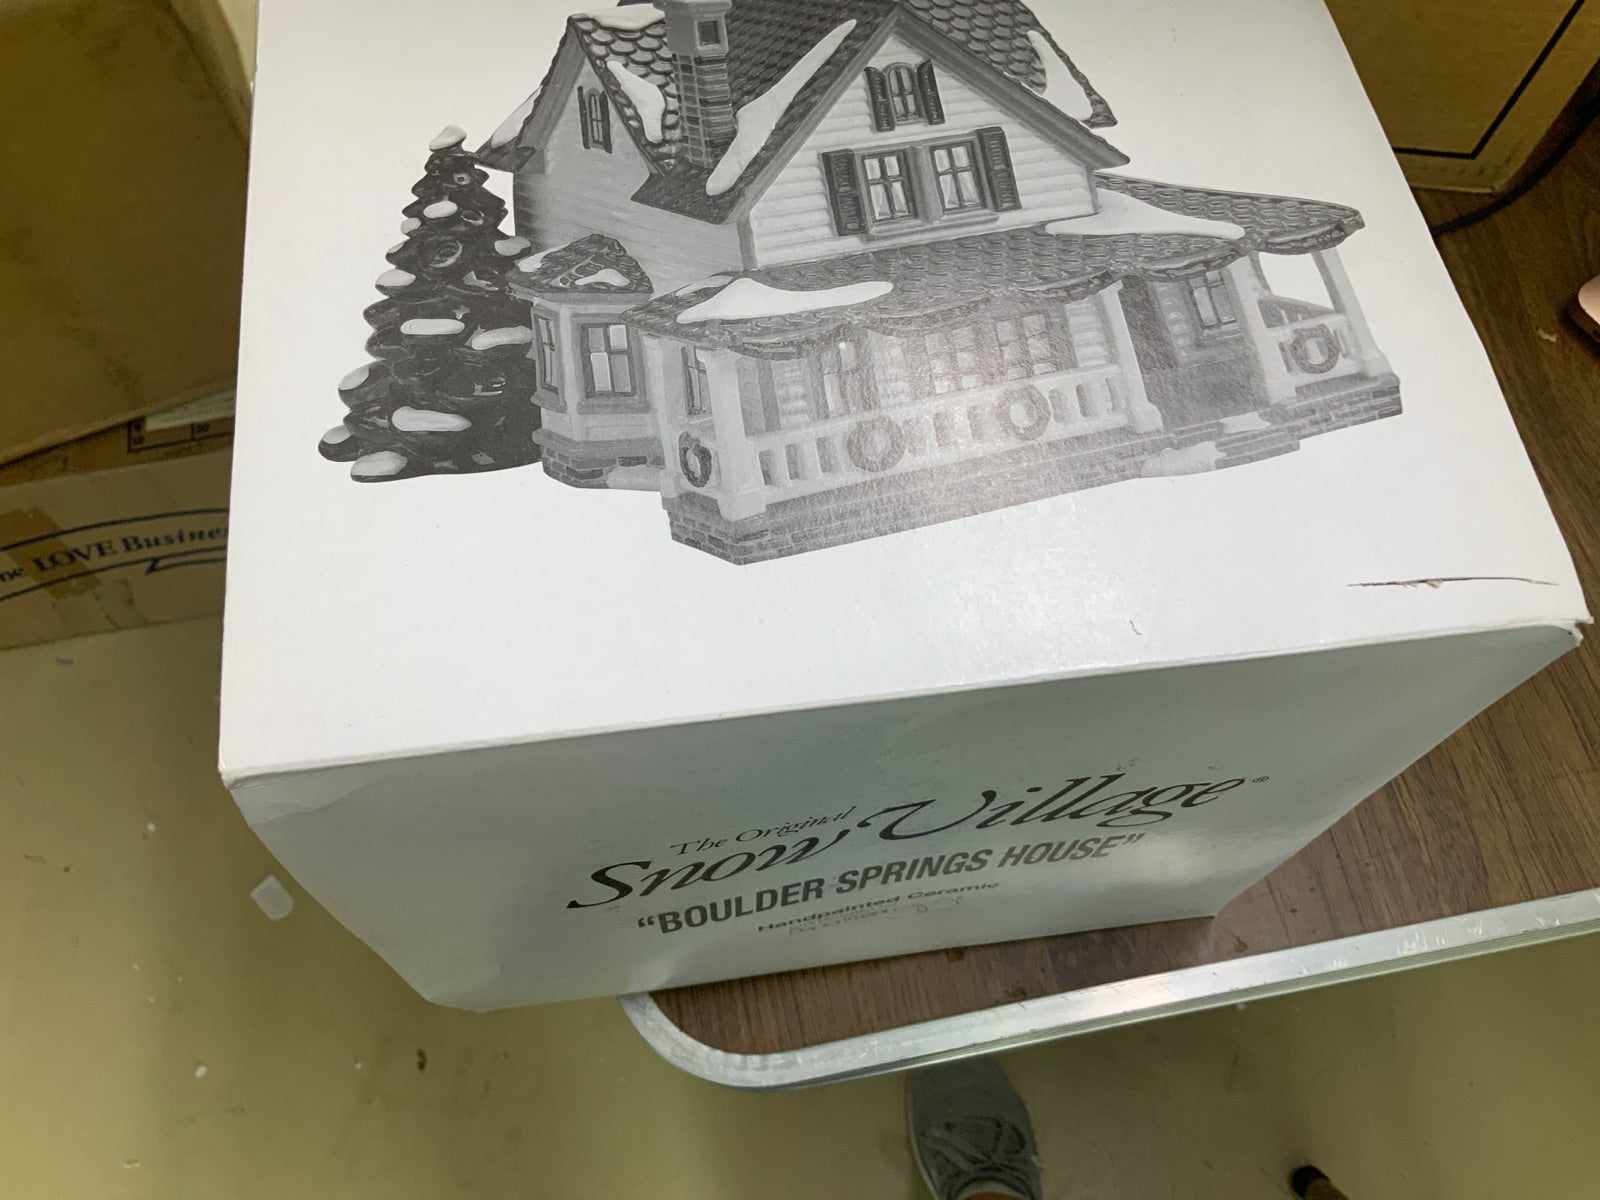 The Original
Snow Village®
“BOULDER SPRINGS HOUSE”
Handpainted Ceramic
LOVE Busine